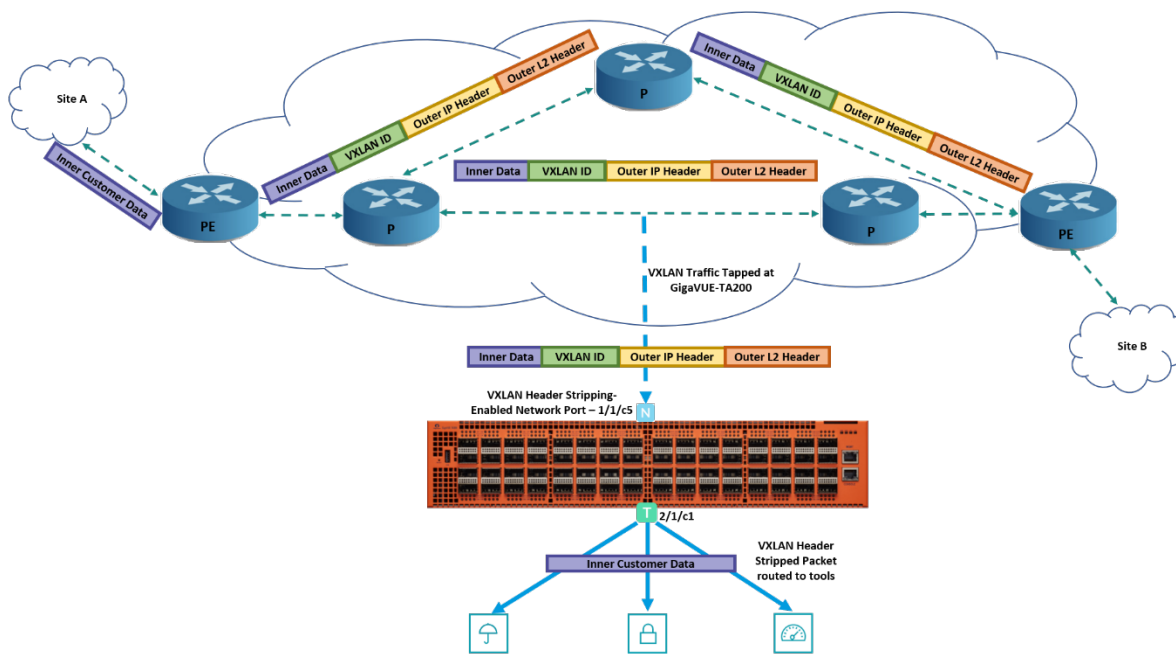 Inner Data VXLAN ID Outer IP Header Outer L2 Header
P
Inner Data VXLAN ID Outer IP Header Outer L2 Header
Site A
Inner Customer Data
PE
P
Inner Data VXLAN ID Outer IP Header Outer L2 Header
P
PE
VXLAN Traffic Tapped at
GigaVUE-TA200
Site B
Inner Data VXLAN ID Outer IP Header Outer L2 Header
VXLAN Header Stripping-
Enabled Network Port – 1/1/c5
N
T
2/1/c1
Inner Customer Data
VXLAN Header
Stripped Packet
routed to tools